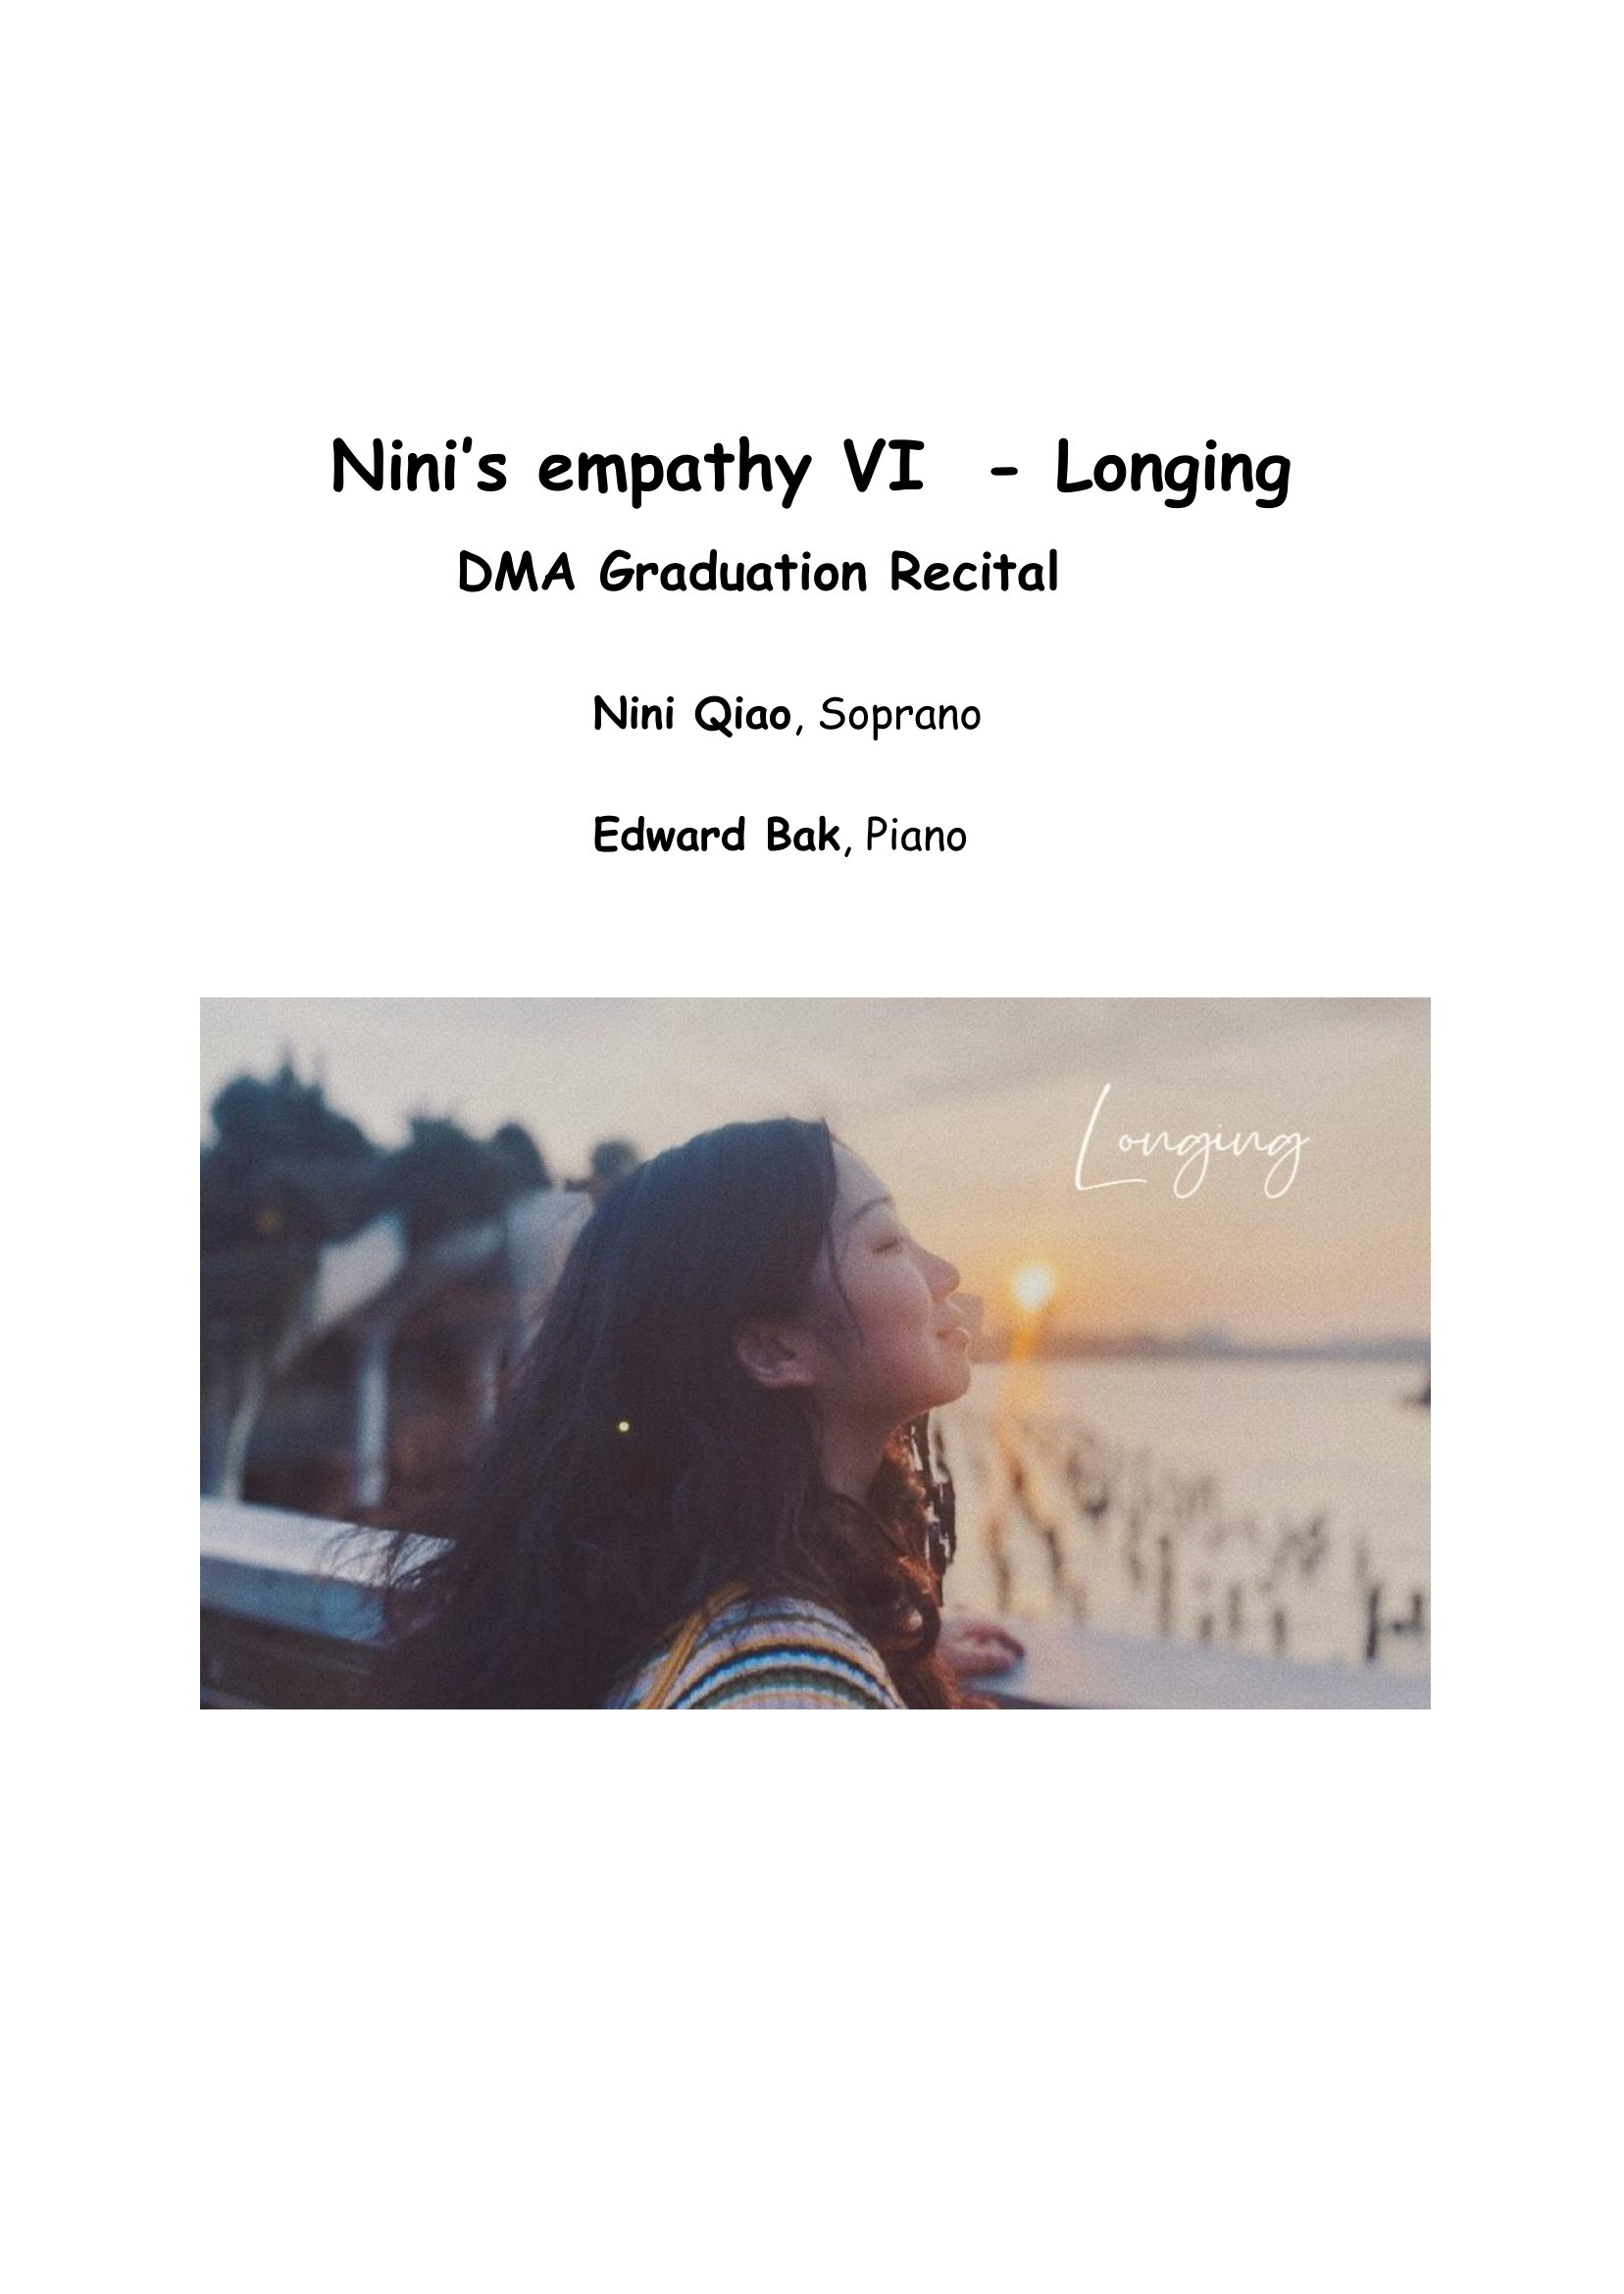 Nini's empathy VI - Longing
DMA Graduation Recital
Nini Qiao, Soprano
Edward Bak, Piano
Longing